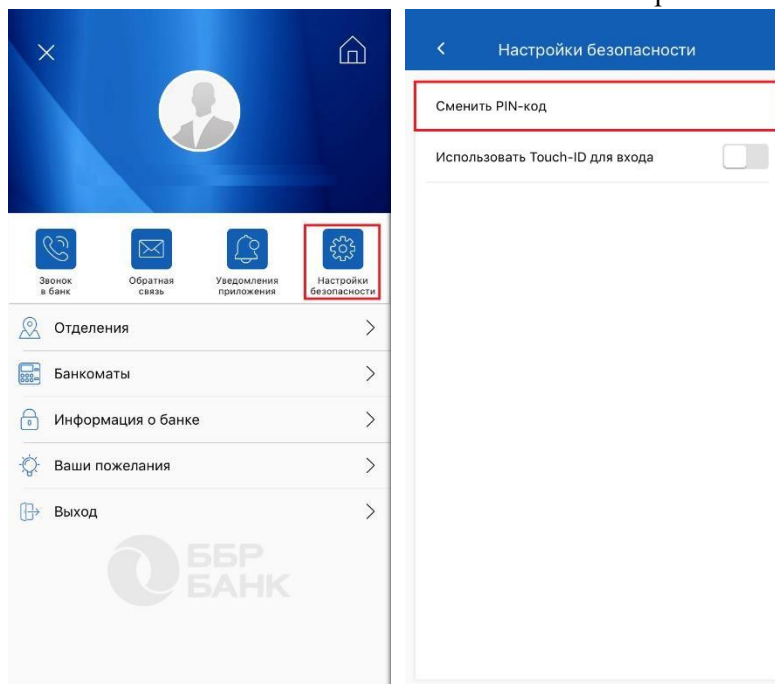 Звонок
в банк
Обратная
связь
Уведомления
приложения
Настройки
безопасности
Отделения
Банкоматы
Информация о банке
Ваши пожелания
Выход
ББР
БАНК
Настройки безопасности
Сменить PIN-код
Использовать Touch-ID для входа